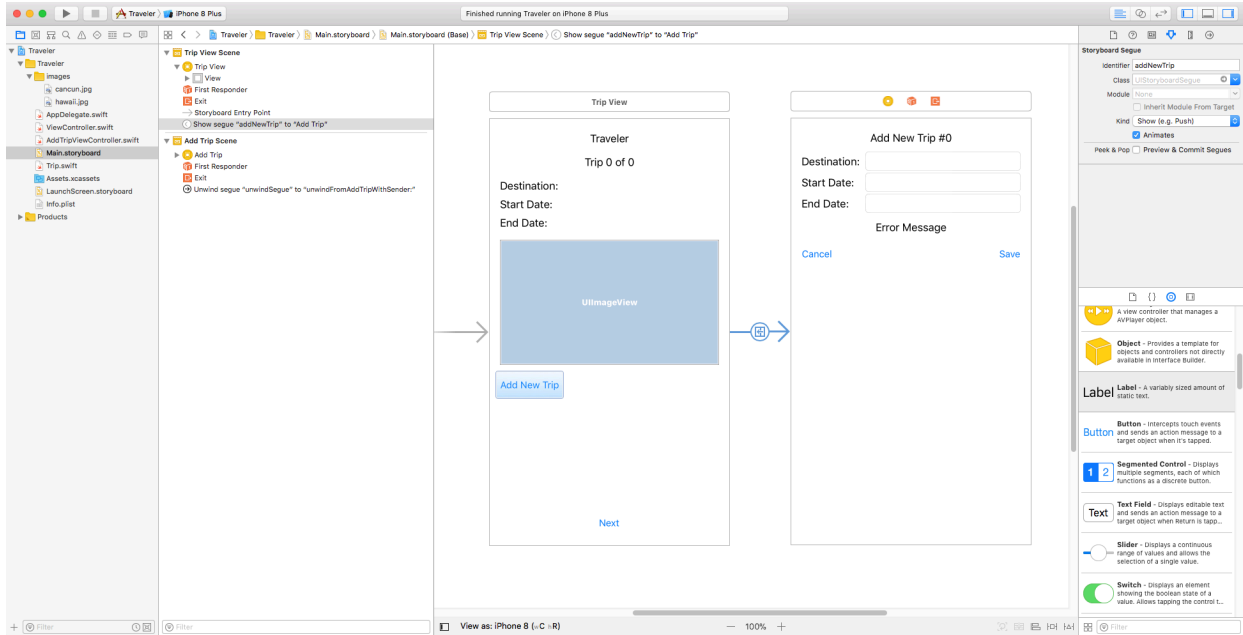 Traveler
iPhone 8 Plus
Finished running Traveler on iPhone 8 Plus
Traveler
Traveler
images
cancun.jpg
hawaii.jpg
AppDelegate.swift
ViewController.swift
AddTripViewController.swift
Main.storyboard
Trip.swift
Assets.xcassets
LaunchScreen.storyboard
Info.plist
Products
Filter
Traveler
Traveler
Main.storyboard
Main.storyboard (Base)
Trip View Scene
Show segue “addNewTrip” to “Add Trip”
Trip View Scene
Trip View
View
First Responder
Exit
Storyboard Entry Point
Show segue “addNewTrip” to “Add Trip”
Add Trip Scene
Add Trip
First Responder
Exit
Unwind segue “unwindSegue” to “unwindFromAddTripWithSender:”
Filter
Trip View
Traveler
Trip 0 of 0
Destination:
Start Date:
End Date:
UIImageView
Add New Trip
Next
Add New Trip #0
Destination:
Start Date:
End Date:
Error Message
Cancel
Save
View as: iPhone 8 (wC hR)
100%
Storyboard Segue
Identifier addNewTrip
Class UIStoryboardSegue
Module None
Inherit Module From Target
Kind Show (e.g. Push)
Animates
Peek & Pop Preview & Commit Segues
A view controller that manages a
AVPlayer object.
Object - Provides a template for
objects and controllers not directly
available in Interface Builder.
Label
Label - A variably sized amount of
static text.
Button
Button - Intercepts touch events
and sends an action message to a
target object when it's tapped.
1 2
Segmented Control - Displays
multiple segments, each of which
functions as a discrete button.
Text
Text Field - Displays editable text
and sends an action message to a
target object when Return is tapp...
Slider - Displays a continuous
range of values and allows the
selection of a single value.
Switch - Displays an element
showing the boolean state of a
value. Allows tapping the control t...
Filter